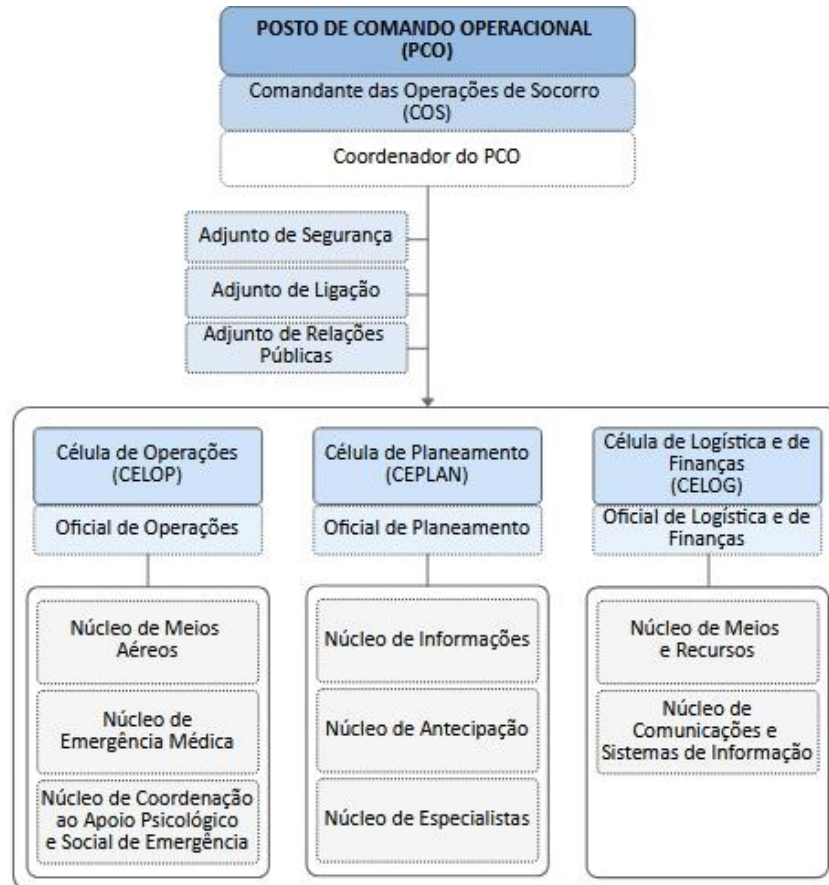 POSTO DE COMANDO OPERACIONAL
(PCO)
Comandante das Operações de Socorro
(COS)
Coordenador do PCO
Adjunto de Segurança
Adjunto de Ligação
Adjunto de Relações
Públicas
Célula de Operações
(CELOP)
Oficial de Operações
Núcleo de Meios
Aéreos
Núcleo de
Emergência Médica
Núcleo de Coordenação
ao Apoio Psicológico
e Social de Emergência
Célula de Planeamento
(CEPLAN)
Oficial de Planeamento
Núcleo de Informações
Núcleo de Antecipação
Núcleo de Especialistas
Célula de Logística e de
Finanças
(CELOG)
Oficial de Logística e de
Finanças
Núcleo de Meios
e Recursos
Núcleo de
Comunicações e
Sistemas de Informação